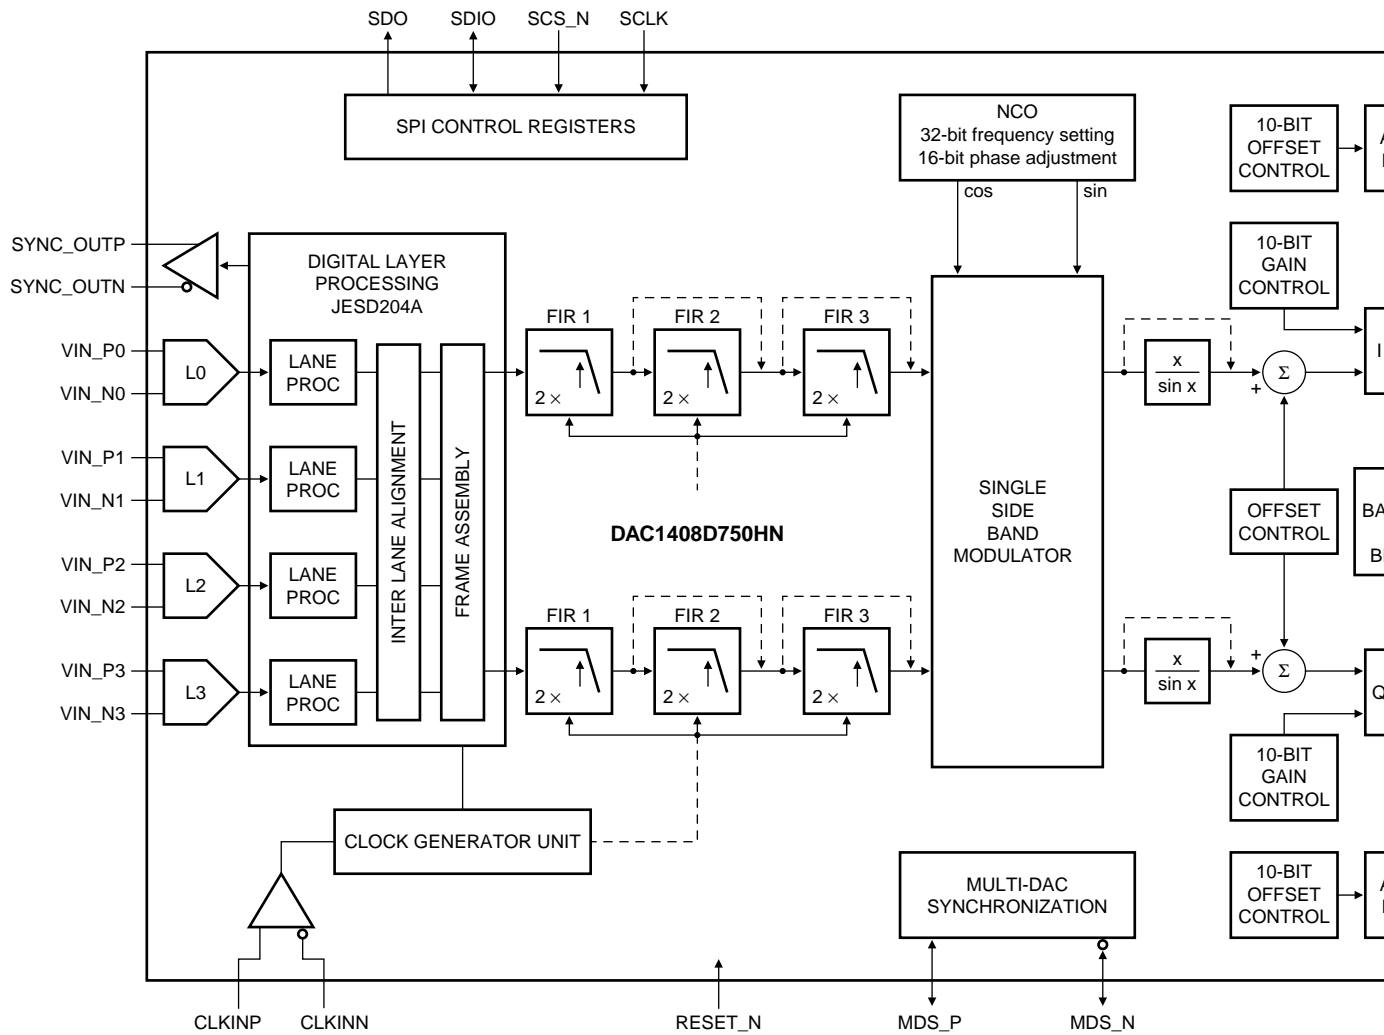 SDO SDIO SCS_N SCLK
SPI CONTROL REGISTERS
NCO
32-bit frequency setting
16-bit phase adjustment
cos sin
10-BIT
OFFSET
CONTROL
10-BIT
GAIN
CONTROL
SYNC_OUTP
SYNC_OUTN
DIGITAL LAYER
PROCESSING
JESD204A
VIN_P0
VIN_N0
L0
LANE
PROC
VIN_P1
VIN_N1
L1
LANE
PROC
VIN_P2
VIN_N2
L2
LANE
PROC
VIN_P3
VIN_N3
L3
LANE
PROC
INTER LANE ALIGNMENT
FRAME ASSEMBLY
FIR 1
2 ×
FIR 2
2 ×
FIR 3
2 ×
DAC1408D750HN
FIR 1
2 ×
FIR 2
2 ×
FIR 3
2 ×
SINGLE
SIDE
BAND
MODULATOR
x
sin x
+
Σ
OFFSET
CONTROL
x
sin x
+
Σ
10-BIT
GAIN
CONTROL
10-BIT
OFFSET
CONTROL
CLOCK GENERATOR UNIT
MULTI-DAC
SYNCHRONIZATION
CLKINP CLKINN RESET_N MDS_P MDS_N